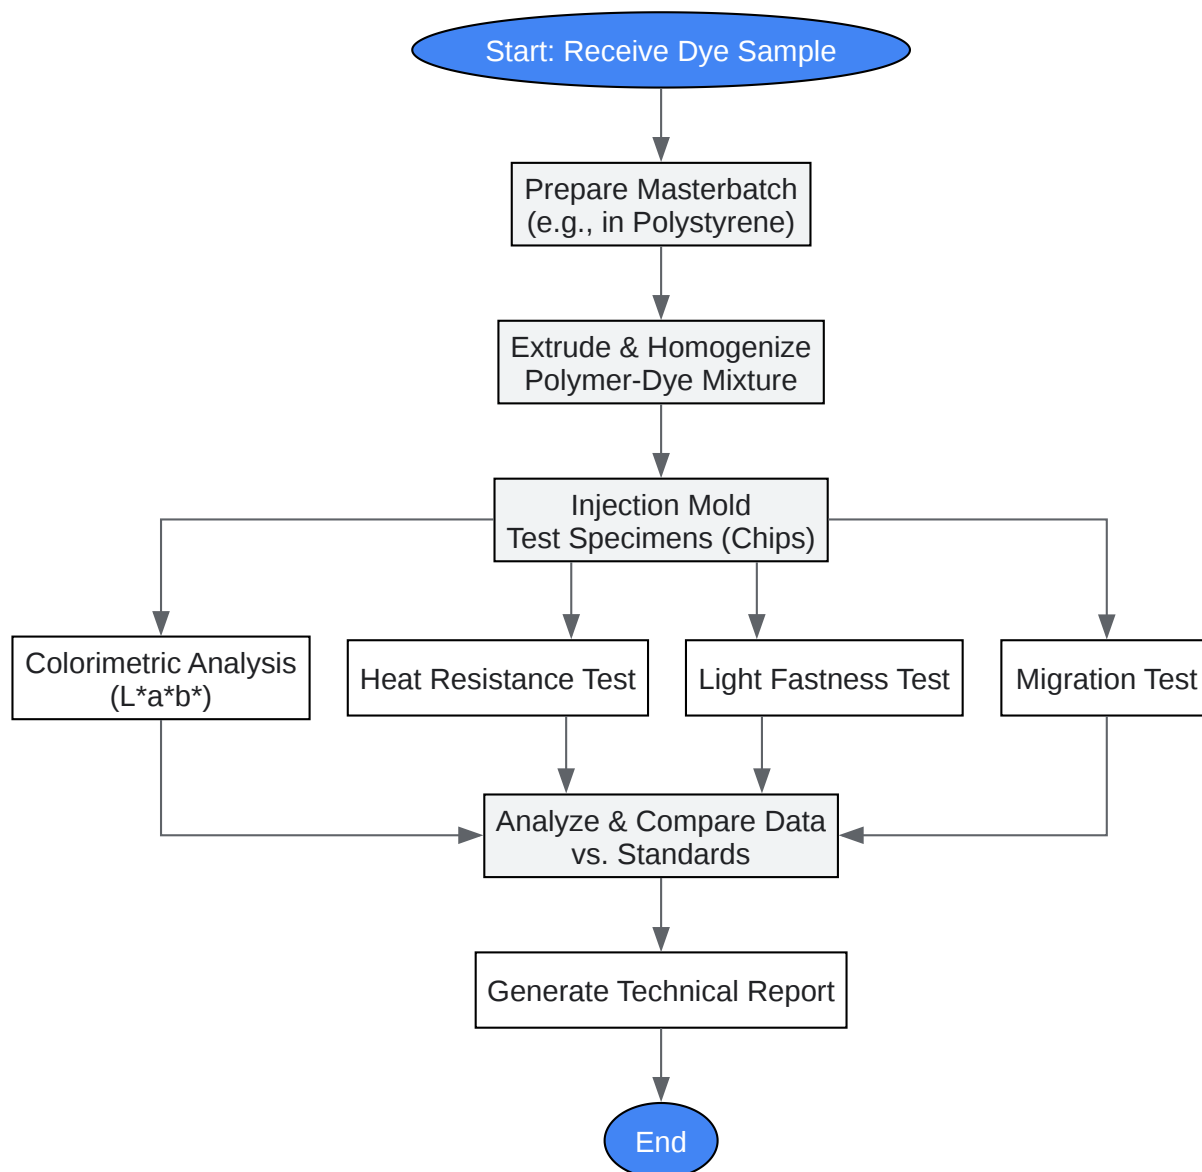 Start: Receive Dye Sample
Prepare Masterbatch
(e.g., in Polystyrene)
Extrude & Homogenize
Polymer-Dye Mixture
Injection Mold
Test Specimens (Chips)
Colorimetric Analysis
(L*a*b*)
Heat Resistance Test
Light Fastness Test
Migration Test
Analyze & Compare Data
vs. Standards
Generate Technical Report
End